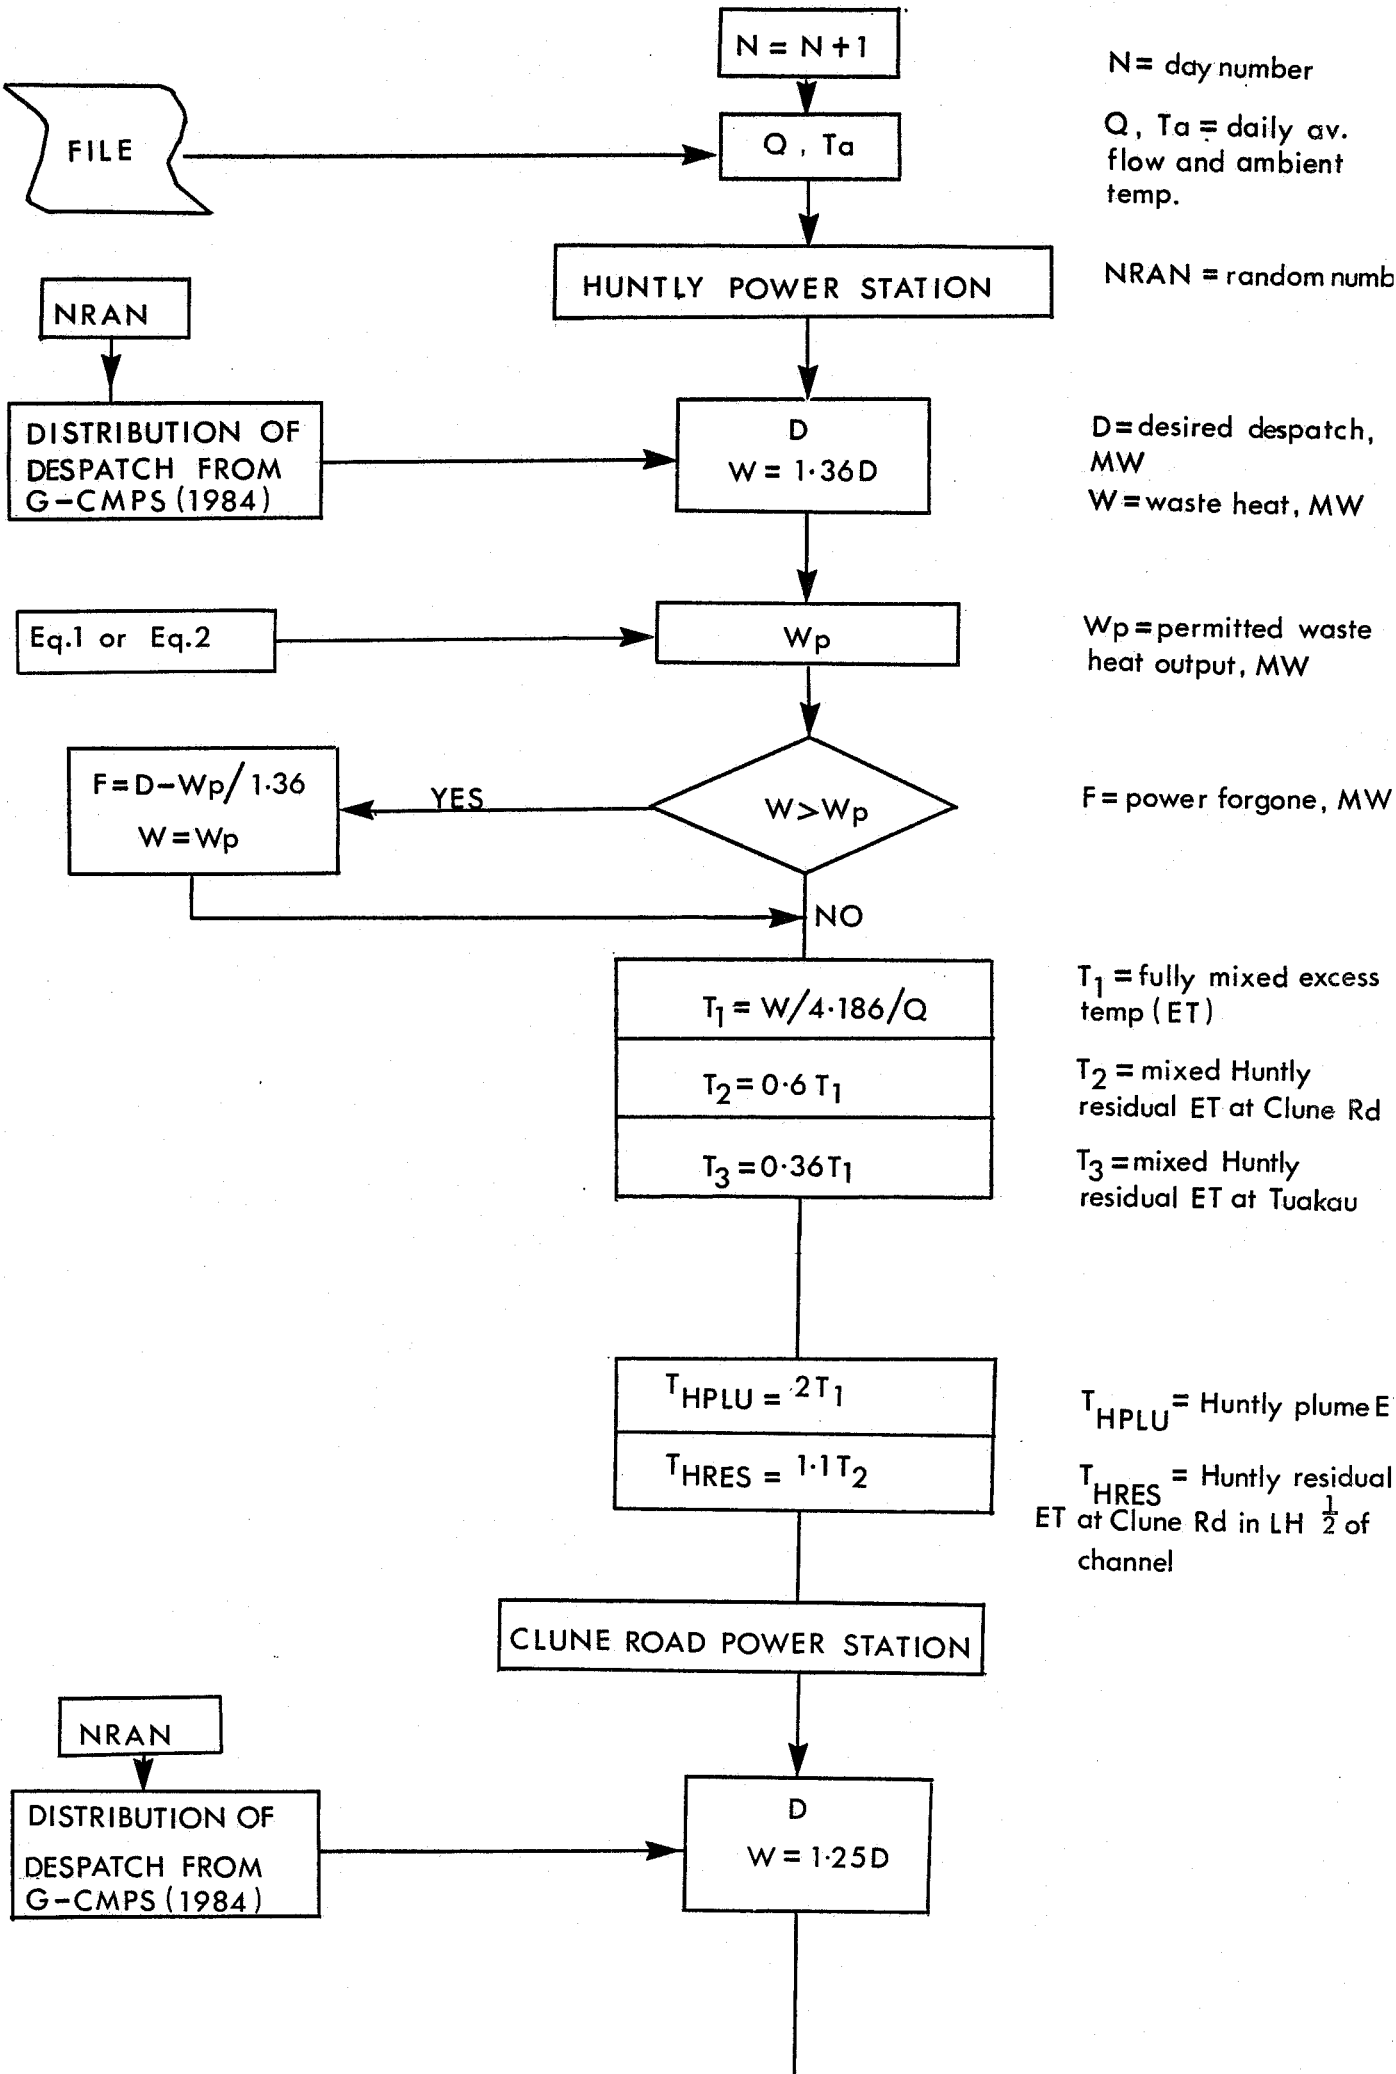 N = N+1
N= day number
FILE
Q, Ta
Q, Ta = daily av.
flow and ambient
temp.
HUNTLY POWER STATION
NRAN = random numb
NRAN
DISTRIBUTION OF
DESPATCH FROM
G-CMPS (1984)
D
W = 1·36D
D=desired despatch,
MW
W=waste heat, MW
Eq.1 or Eq.2
Wp
Wp=permitted waste
heat output, MW
F=D-Wp/1·36
W=Wp
YES
W>Wp
F= power forgone, MW
NO
T1 = W/4·186/Q
T1 = fully mixed excess
temp (ET)
T2 = 0·6 T1
T2 = mixed Huntly
residual ET at Clune Rd
T3 = 0·36T1
T3 = mixed Huntly
residual ET at Tuakau
THPLU = 2T1
THPLU = Huntly plume E
THRES = 1·1T2
THRES = Huntly residual
ET at Clune Rd in LH 1/2 of
channel
CLUNE ROAD POWER STATION
NRAN
DISTRIBUTION OF
DESPATCH FROM
G-CMPS (1984)
D
W = 1·25D